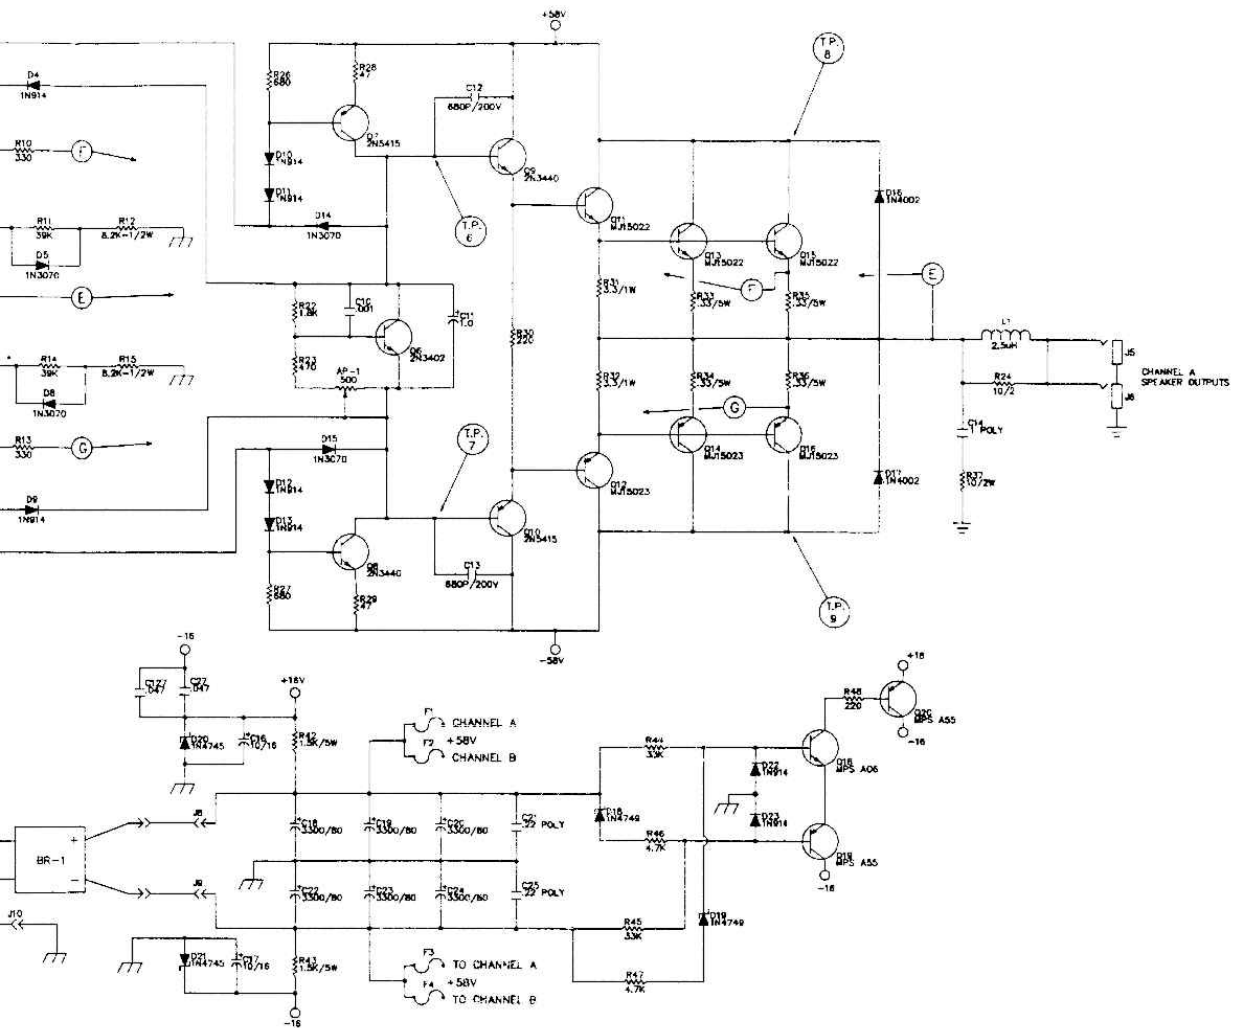 +58V
T.P.
8
D4
1N914
R26
680
R28
47
C12
680P/200V
R10
330
F
2N5415
D10
1N914
D11
1N914
2N3440
D16
1N4002
R11
39K
R12
8.2K-1/2W
D5
1N3070
D14
1N3070
T.P.
6
Q11
MJ15022
Q13
MJ15022
Q15
MJ15022
E
E
F
R22
1.8K
C10
.001
C11
1.0
Q6
2N3402
R31
3.3/1W
R33
.33/5W
R35
.33/5W
R30
220
L1
2.5uH
R14
39K
R15
8.2K-1/2W
D8
1N3070
R23
470
AP-1
500
R32
3.3/1W
R34
.33/5W
R36
.33/5W
R24
10/2
J5
J6
CHANNEL A
SPEAKER OUTPUTS
G
R13
330
G
D15
1N3070
T.P.
7
Q14
MJ15023
Q16
MJ15023
C14
1 POLY
D12
1N914
D13
1N914
Q12
MJ15023
D17
1N4002
R37
10/2W
D9
1N914
Q10
2N5415
Q8
2N3440
C13
680P/200V
R27
680
R29
47
T.P.
9
-58V
-16
+16V
+16
C127
.047
C27
.047
D20
1N4745
C16
10/16
R42
1.5K/5W
F1
CHANNEL A
+58V
F2
CHANNEL B
R44
33K
R48
220
Q20
MPS A55
-16
Q18
MPS A06
D22
1N914
D23
1N914
J8
BR-1
+
-
C18
3300/80
C19
3300/80
C20
3300/80
C21
.22 POLY
D18
1N4749
R46
4.7K
Q19
MPS A55
-16
J9
C22
3300/80
C23
3300/80
C24
3300/80
C25
.22 POLY
J10
R45
33K
D19
1N4749
D21
1N4745
C17
10/16
R43
1.5K/5W
F3
TO CHANNEL A
+58V
F4
TO CHANNEL B
R47
4.7K
-16